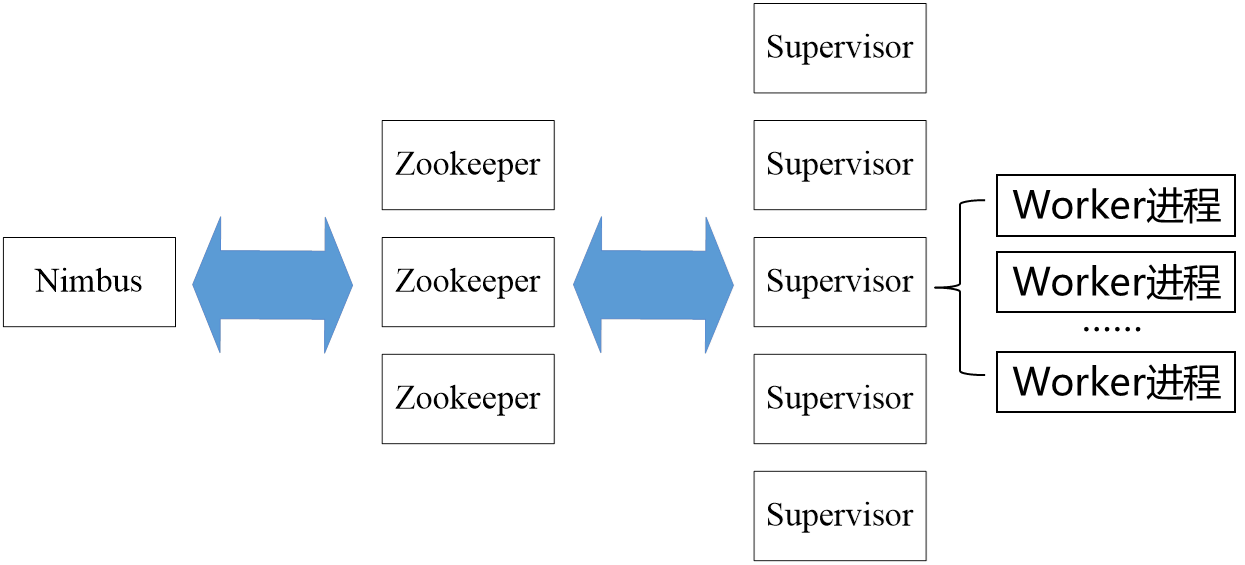 Nimbus
Zookeeper
Zookeeper
Zookeeper
Supervisor
Supervisor
Supervisor
Supervisor
Supervisor
Worker进程
Worker进程
······
Worker进程